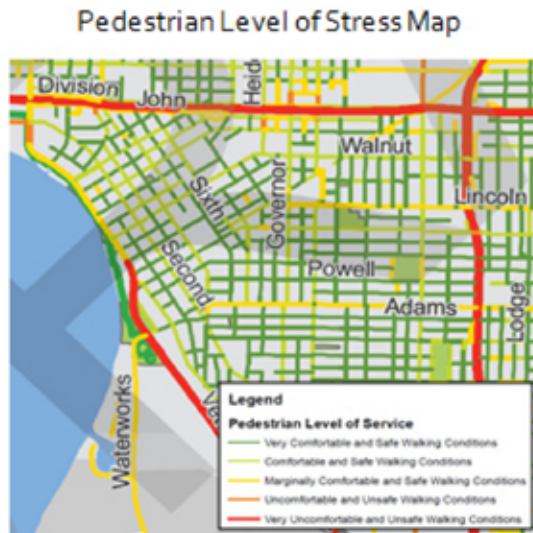 Pedestrian Level of Stress Map
Division
John
Heid
Walnut
Lincoln
Sixth
Governor
Second
Powell
Adams
Lodge
Waterworks
Legend
Pedestrian Level of Service
Very Comfortable and Safe Walking Conditions
Comfortable and Safe Walking Conditions
Marginally Comfortable and Safe Walking Conditions
Uncomfortable and Unsafe Walking Conditions
Very Uncomfortable and Unsafe Walking Conditions